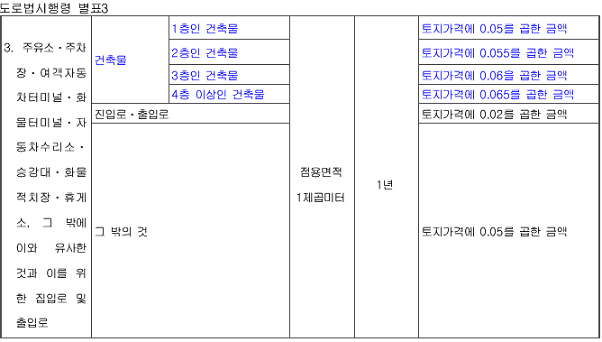 도로법시행령 별표3
3. 주유소·주차
장·여객자동
차터미널·화
물터미널·자
동차수리소·
승강대·화물
적치장·휴게
소, 그 밖에
이와 유사한
것과 이를 위
한 진입로 및
출입로
건축물
1층인 건축물
2층인 건축물
3층인 건축물
4층 이상인 건축물
진입로·출입로
그 밖의 것
점용면적
1제곱미터
1년
토지가격에 0.05를 곱한 금액
토지가격에 0.055를 곱한 금액
토지가격에 0.06을 곱한 금액
토지가격에 0.065를 곱한 금액
토지가격에 0.02를 곱한 금액
토지가격에 0.05를 곱한 금액